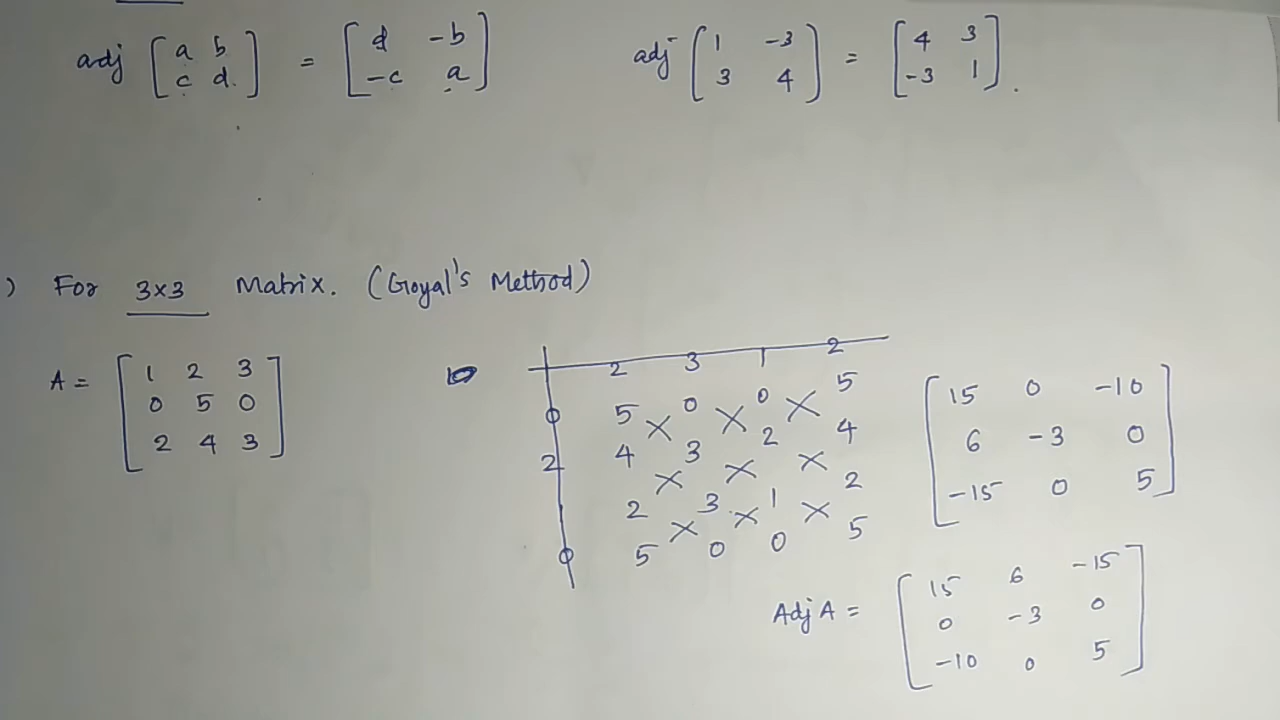 adj [a b; c d] = [d -b; -c a]    adj [1 -3; 3 4] = [4 3; -3 1].
) For 3x3 Matrix. (Goyal's Method)
A = [1 2 3; 0 5 0; 2 4 3]
2 3 1 2
0 5 0 0 5
2 4 3 2 4
2 3 1 2
0 5 0 0 5
[15 0 -10; 6 -3 0; -15 0 5]
Adj A = [15 6 -15; 0 -3 0; -10 0 5]